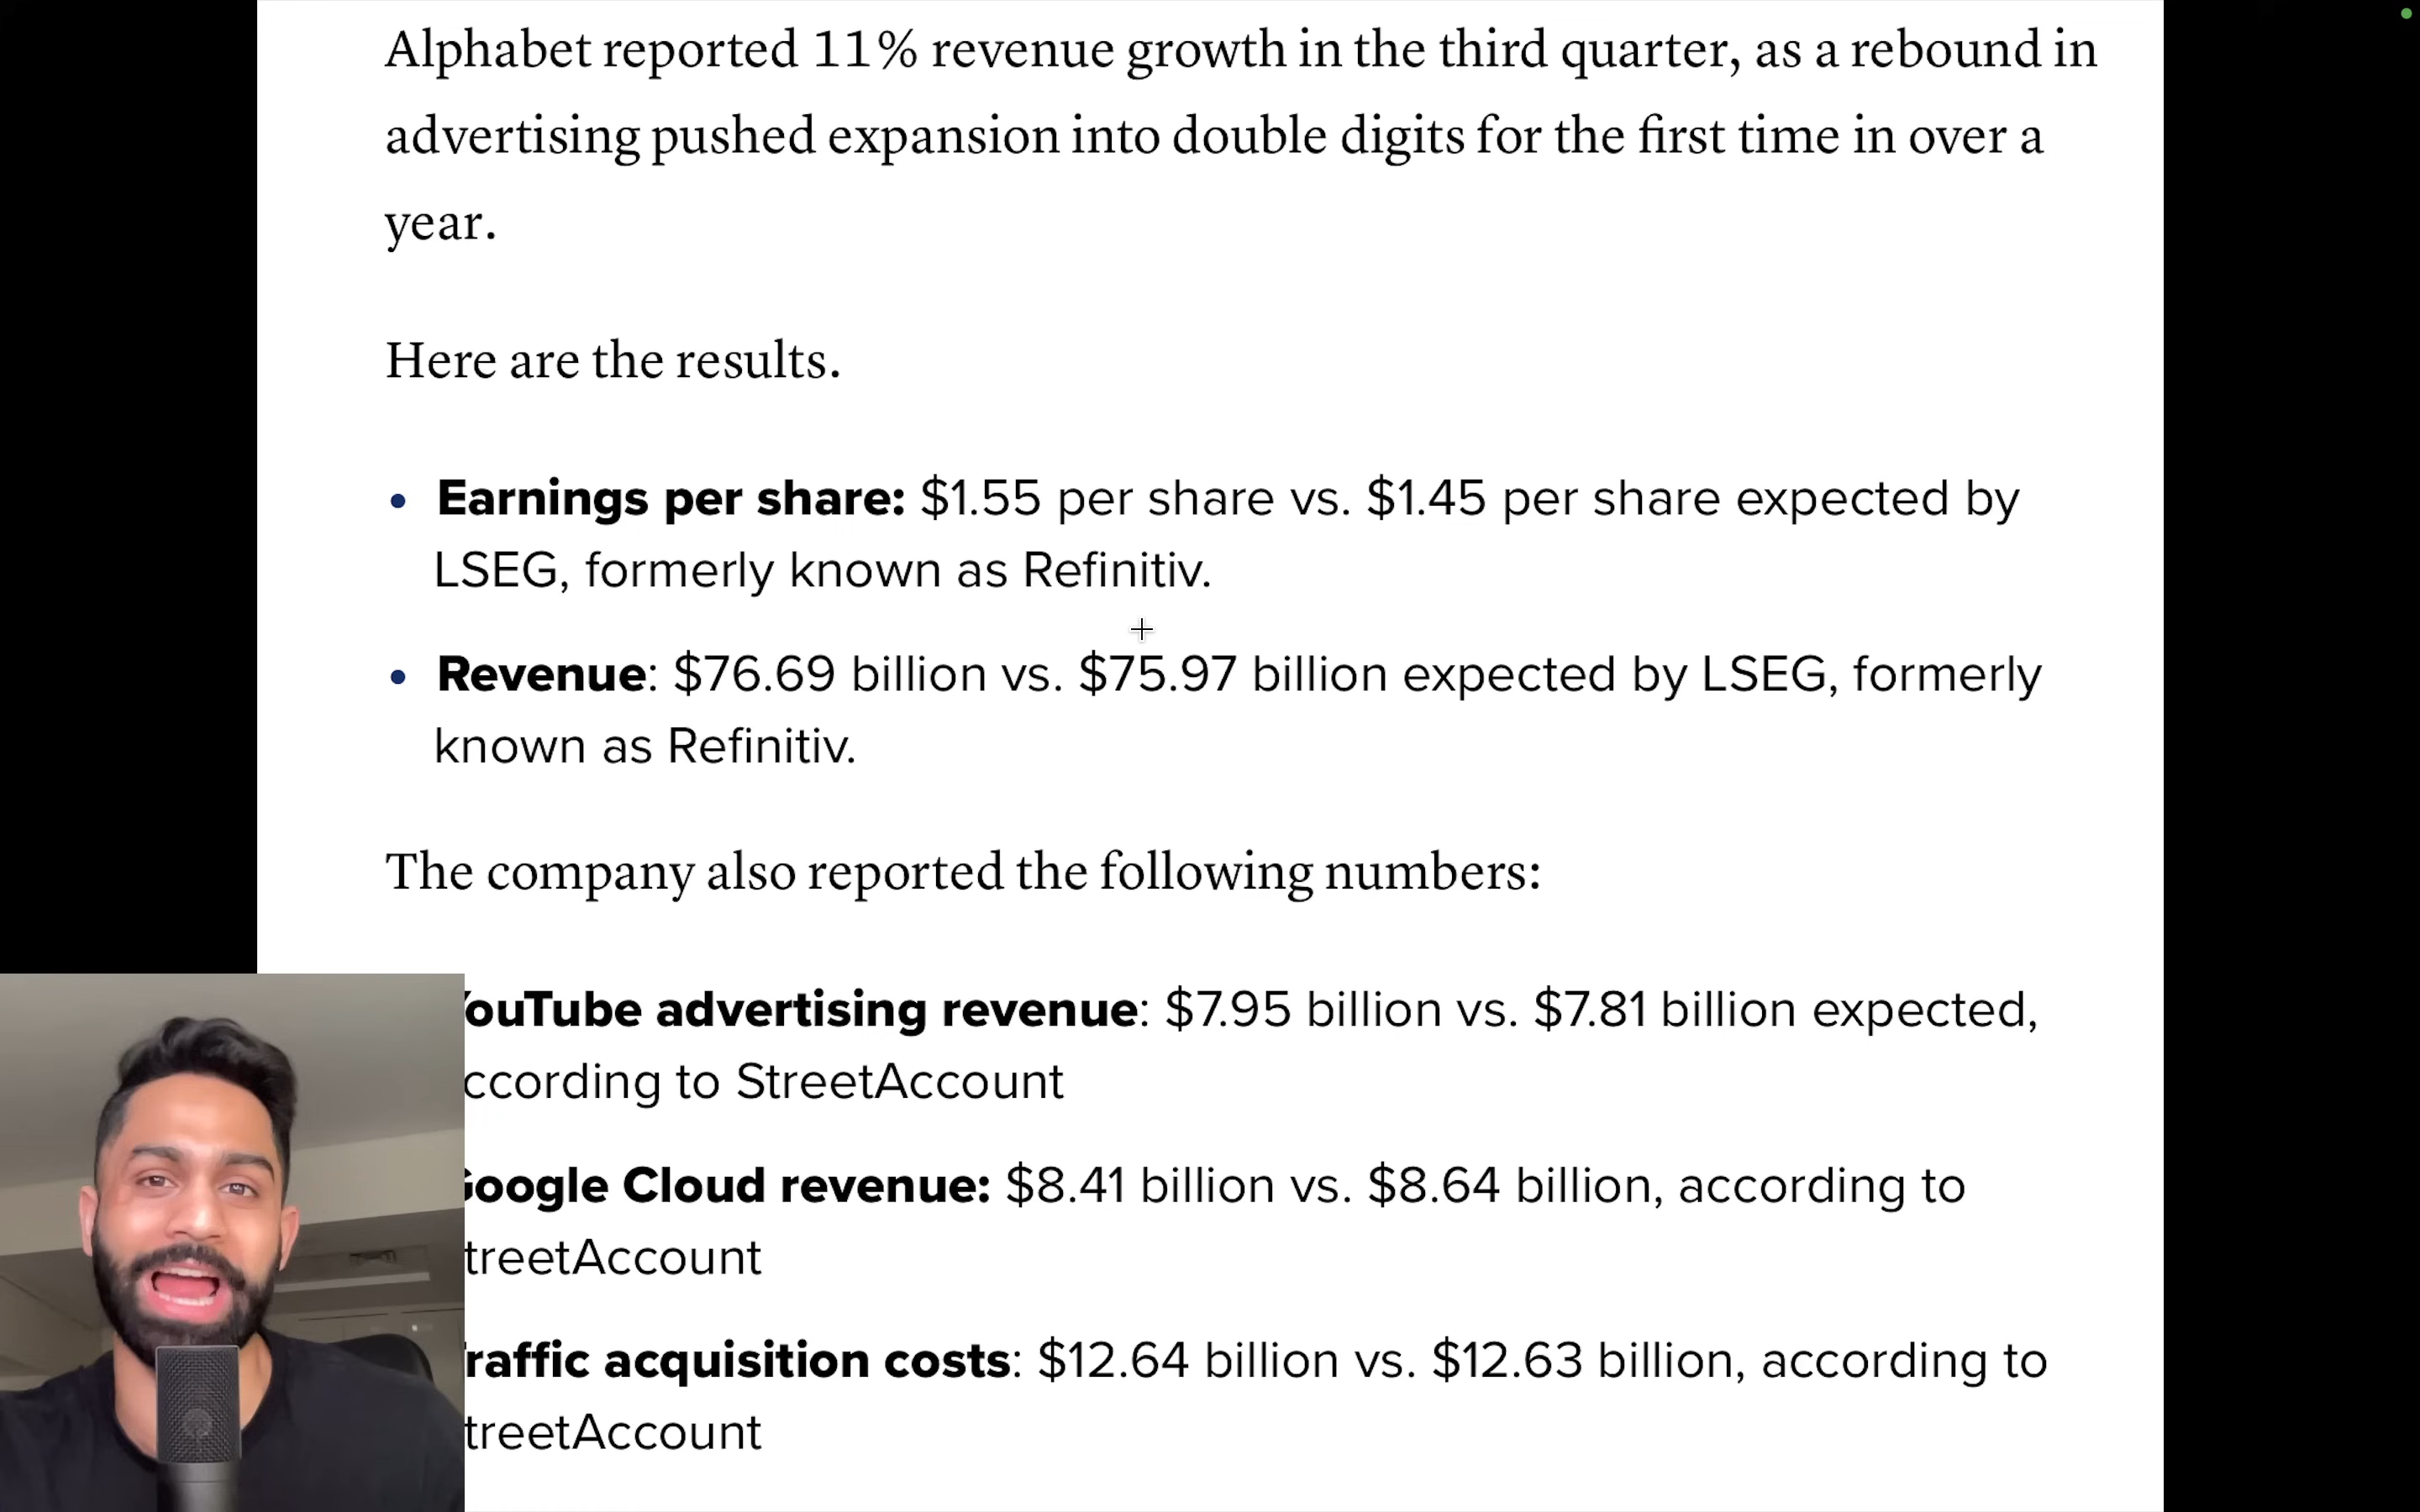 Alphabet reported 11% revenue growth in the third quarter, as a rebound in
advertising pushed expansion into double digits for the first time in over a
year.
Here are the results.
• Earnings per share: $1.55 per share vs. $1.45 per share expected by
LSEG, formerly known as Refinitiv.
• Revenue: $76.69 billion vs. $75.97 billion expected by LSEG, formerly
known as Refinitiv.
The company also reported the following numbers:
YouTube advertising revenue: $7.95 billion vs. $7.81 billion expected,
ccording to StreetAccount
Google Cloud revenue: $8.41 billion vs. $8.64 billion, according to
treetAccount
raffic acquisition costs: $12.64 billion vs. $12.63 billion, according to
treetAccount